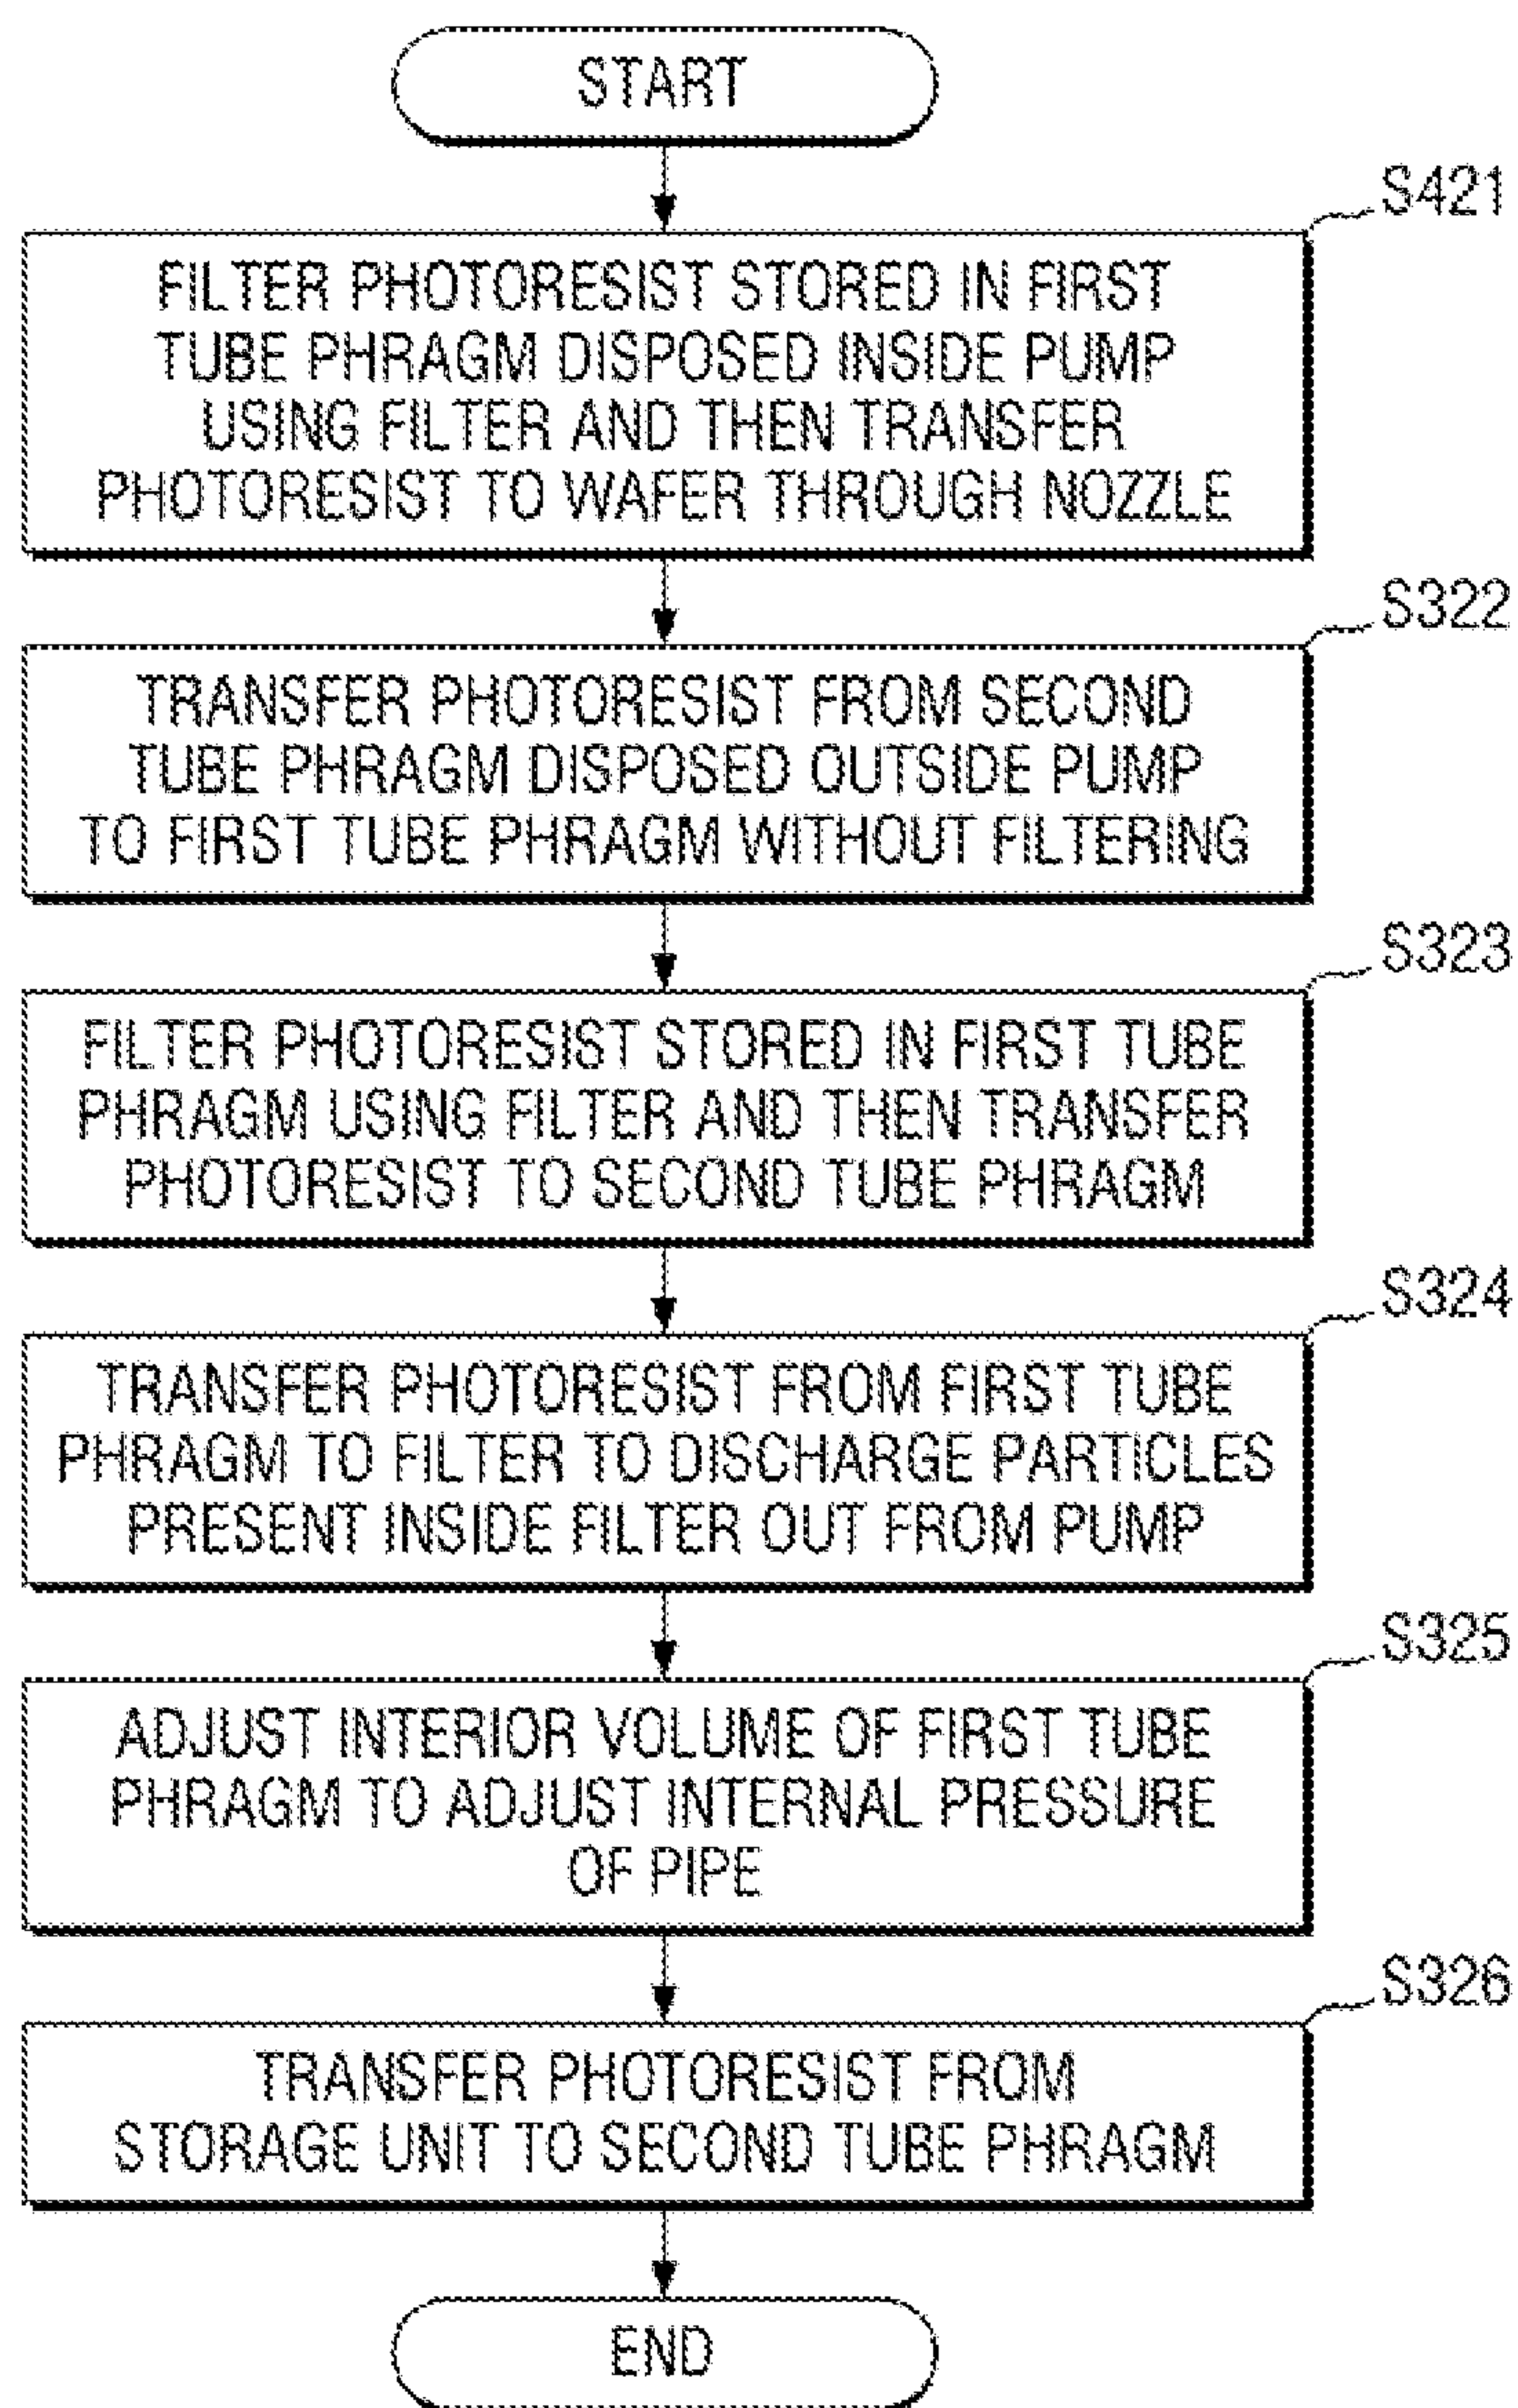 START
S421
FILTER PHOTORESIST STORED IN FIRST
TUBE PHRAGM DISPOSED INSIDE PUMP
USING FILTER AND THEN TRANSFER
PHOTORESIST TO WAFER THROUGH NOZZLE
S322
TRANSFER PHOTORESIST FROM SECOND
TUBE PHRAGM DISPOSED OUTSIDE PUMP
TO FIRST TUBE PHRAGM WITHOUT FILTERING
S323
FILTER PHOTORESIST STORED IN FIRST TUBE
PHRAGM USING FILTER AND THEN TRANSFER
PHOTORESIST TO SECOND TUBE PHRAGM
S324
TRANSFER PHOTORESIST FROM FIRST TUBE
PHRAGM TO FILTER TO DISCHARGE PARTICLES
PRESENT INSIDE FILTER OUT FROM PUMP
S325
ADJUST INTERIOR VOLUME OF FIRST TUBE
PHRAGM TO ADJUST INTERNAL PRESSURE
OF PIPE
S326
TRANSFER PHOTORESIST FROM
STORAGE UNIT TO SECOND TUBE PHRAGM
END